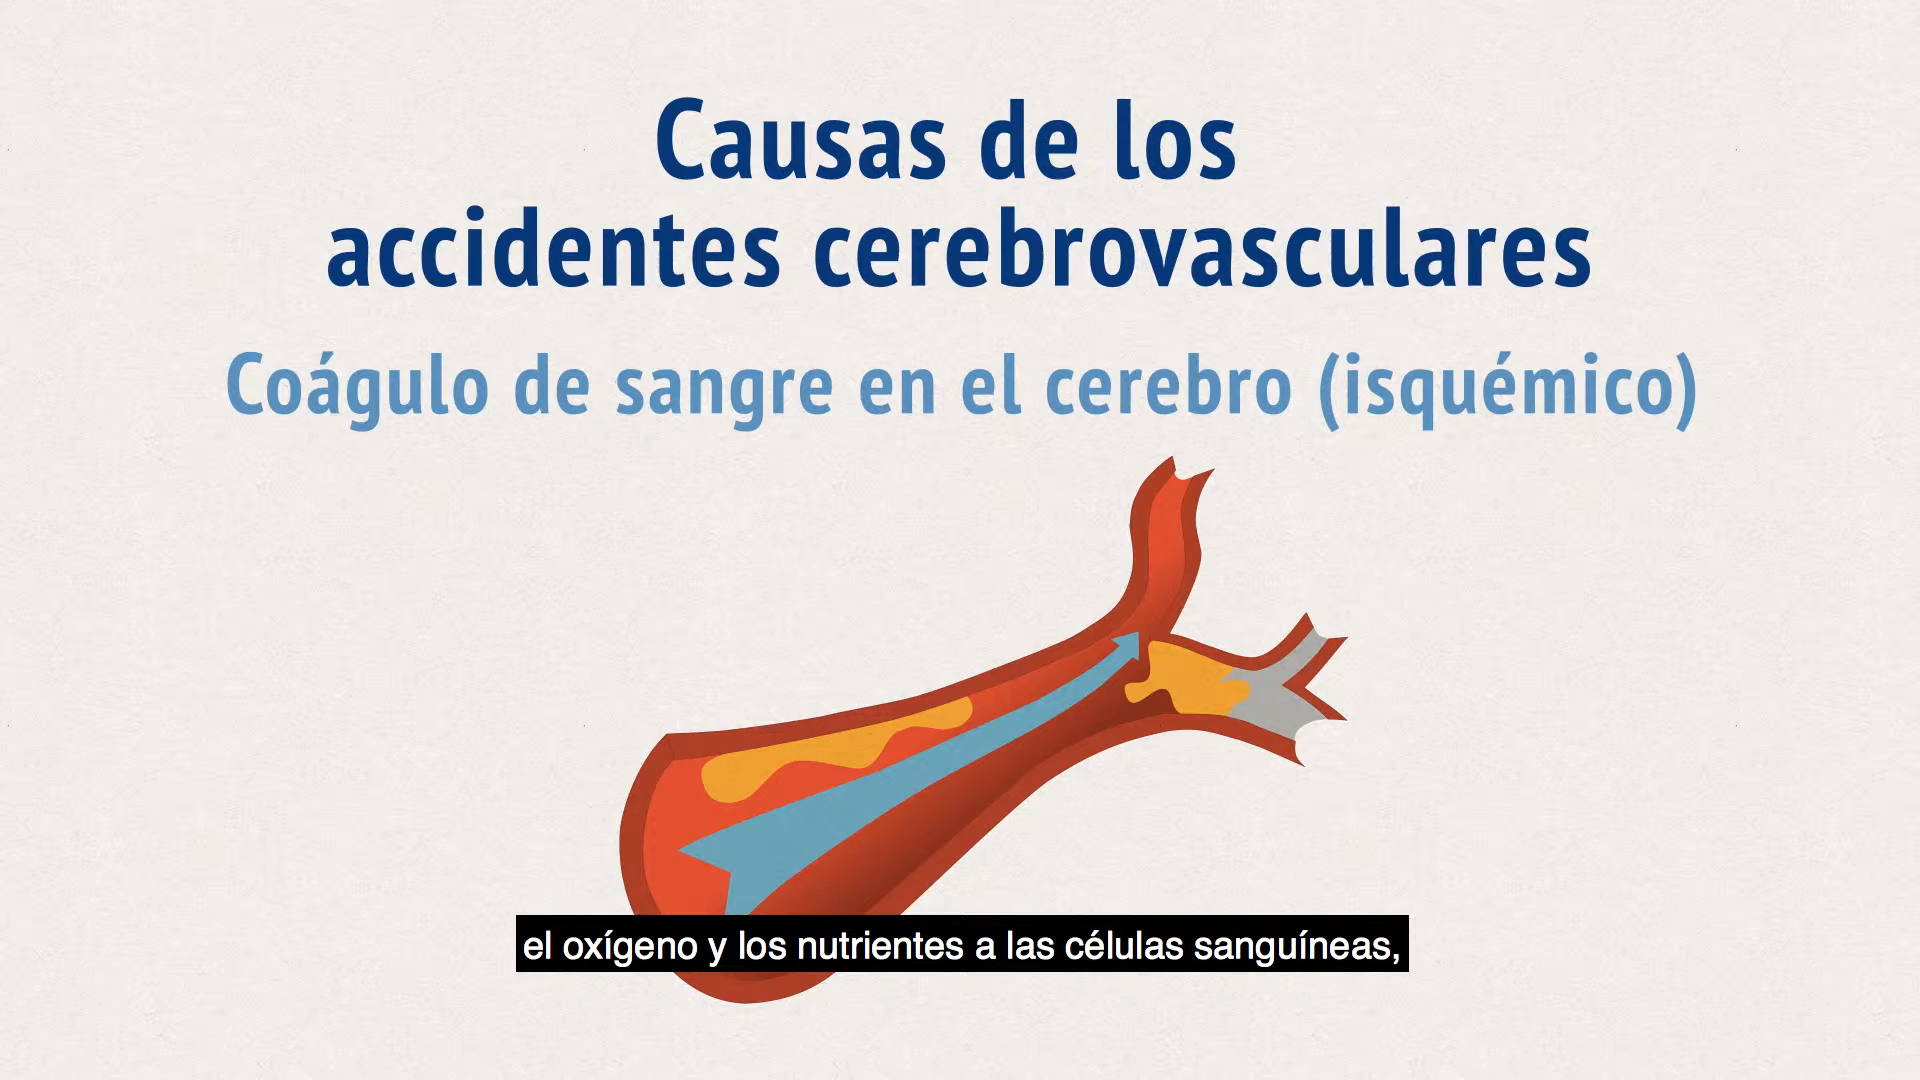 Causas de los
accidentes cerebrovasculares
Coágulo de sangre en el cerebro (isquémico)
el oxígeno y los nutrientes a las células sanguíneas,